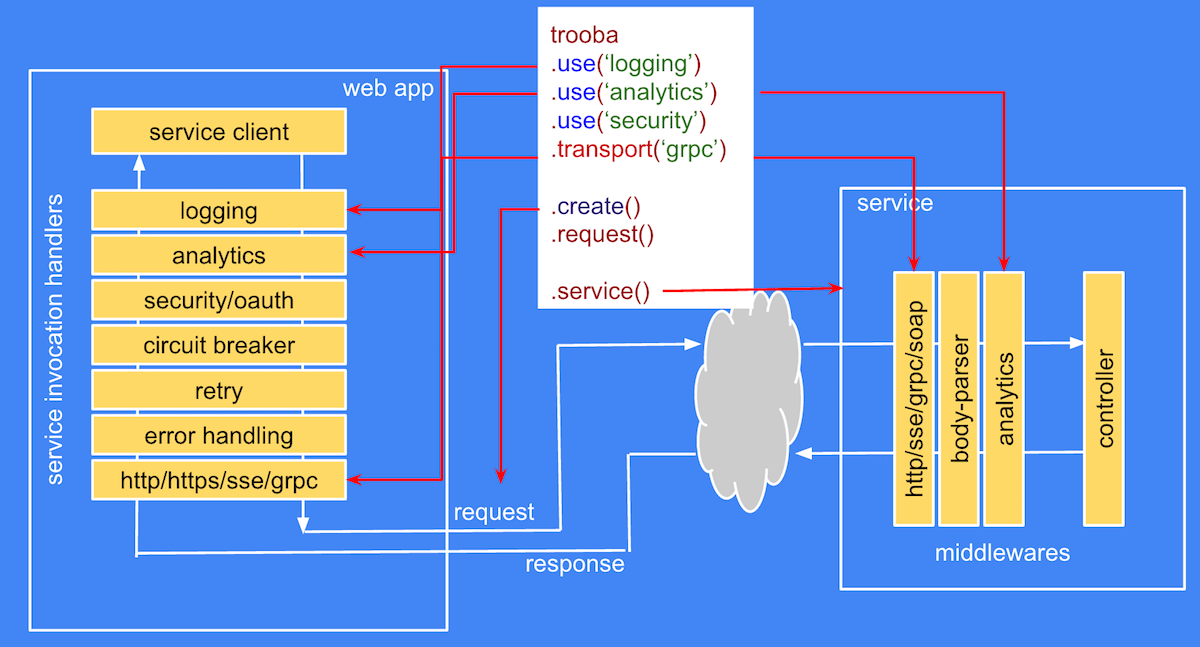 trooba
.use(‘logging’)
.use(‘analytics’)
.use(‘security’)
.transport(‘grpc’)
.create()
.request()
.service()
web app
service invocation handlers
service client
logging
analytics
security/oauth
circuit breaker
retry
error handling
http/https/sse/grpc
request
response
service
http/sse/grpc/soap
body-parser
analytics
controller
middlewares